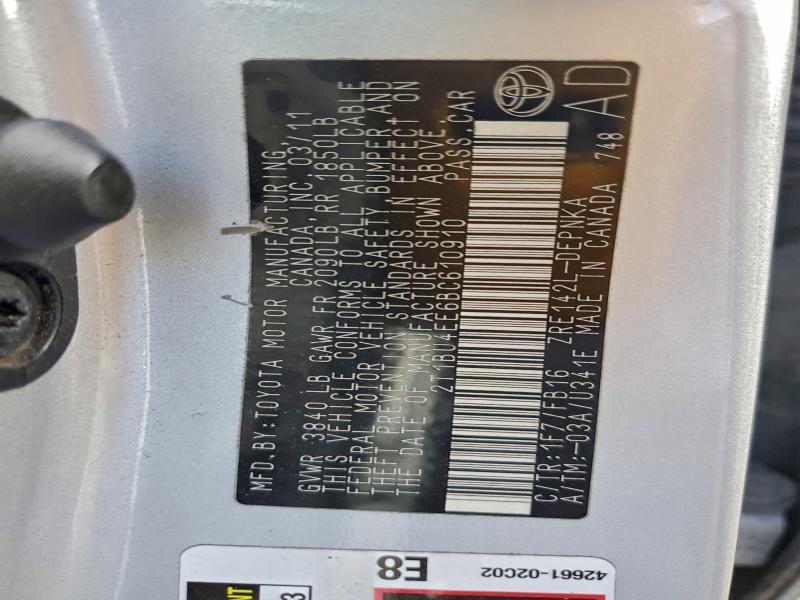 MFD. BY: TOYOTA MOTOR MANUFACTURING,
CANADA, INC. 03/11
GVWR 3840 LB GAWR FR 2090LB RR 1850LB
THIS VEHICLE CONFORMS TO ALL APPLICABLE
FEDERAL MOTOR VEHICLE SAFETY, BUMPER, AND
THEFT PREVENTION STANDARDS IN EFFECT ON
THE DATE OF MANUFACTURE SHOWN ABOVE.
2T1BU4EE6BC610910 PASS. CAR
C/TR: 1F7/FB16 ZRE142L-DEPNKA
A/TM:-03A/U341E MADE IN CANADA 748
AD
E8
42661-02C02